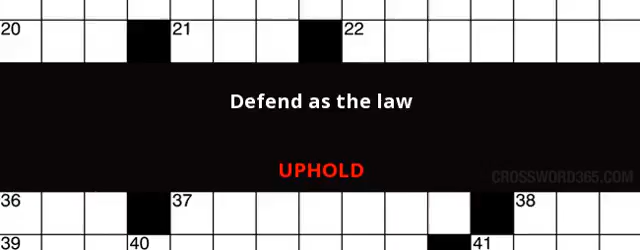 20 21 22
Defend as the law
UPHOLD
CROSSWORD365.COM
36 37 38
39 40 41